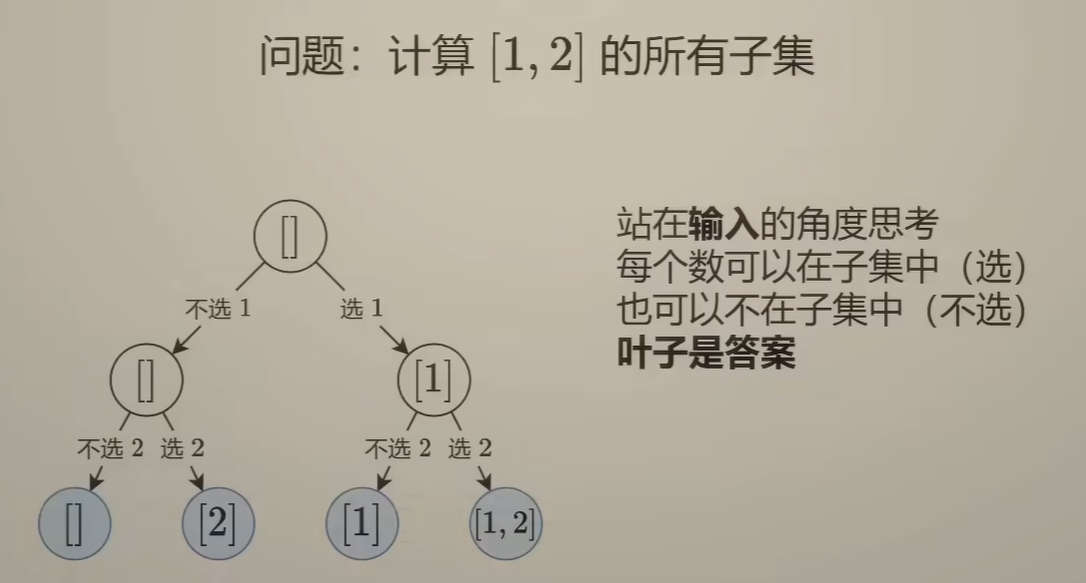 问题：计算 [1, 2] 的所有子集
站在输入的角度思考
每个数可以在子集中（选）
也可以不在子集中（不选）
叶子是答案
[]
不选 1
选 1
[]
[1]
不选 2
选 2
不选 2
选 2
[]
[2]
[1]
[1, 2]